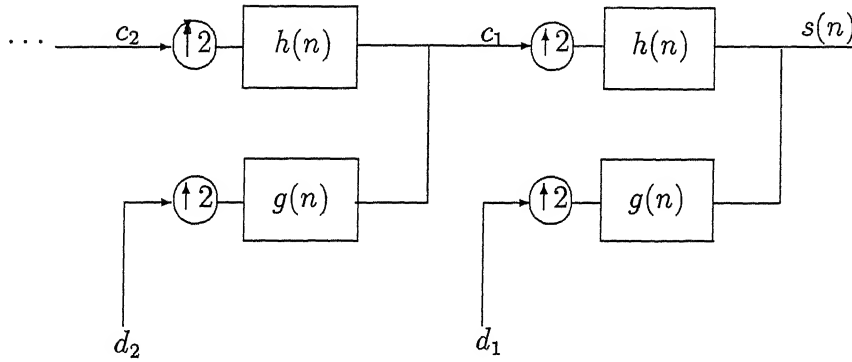 ··· c₂ ↑2 h(n) c₁ ↑2 h(n) s(n)
↑2 g(n) ↑2 g(n)
d₂ d₁